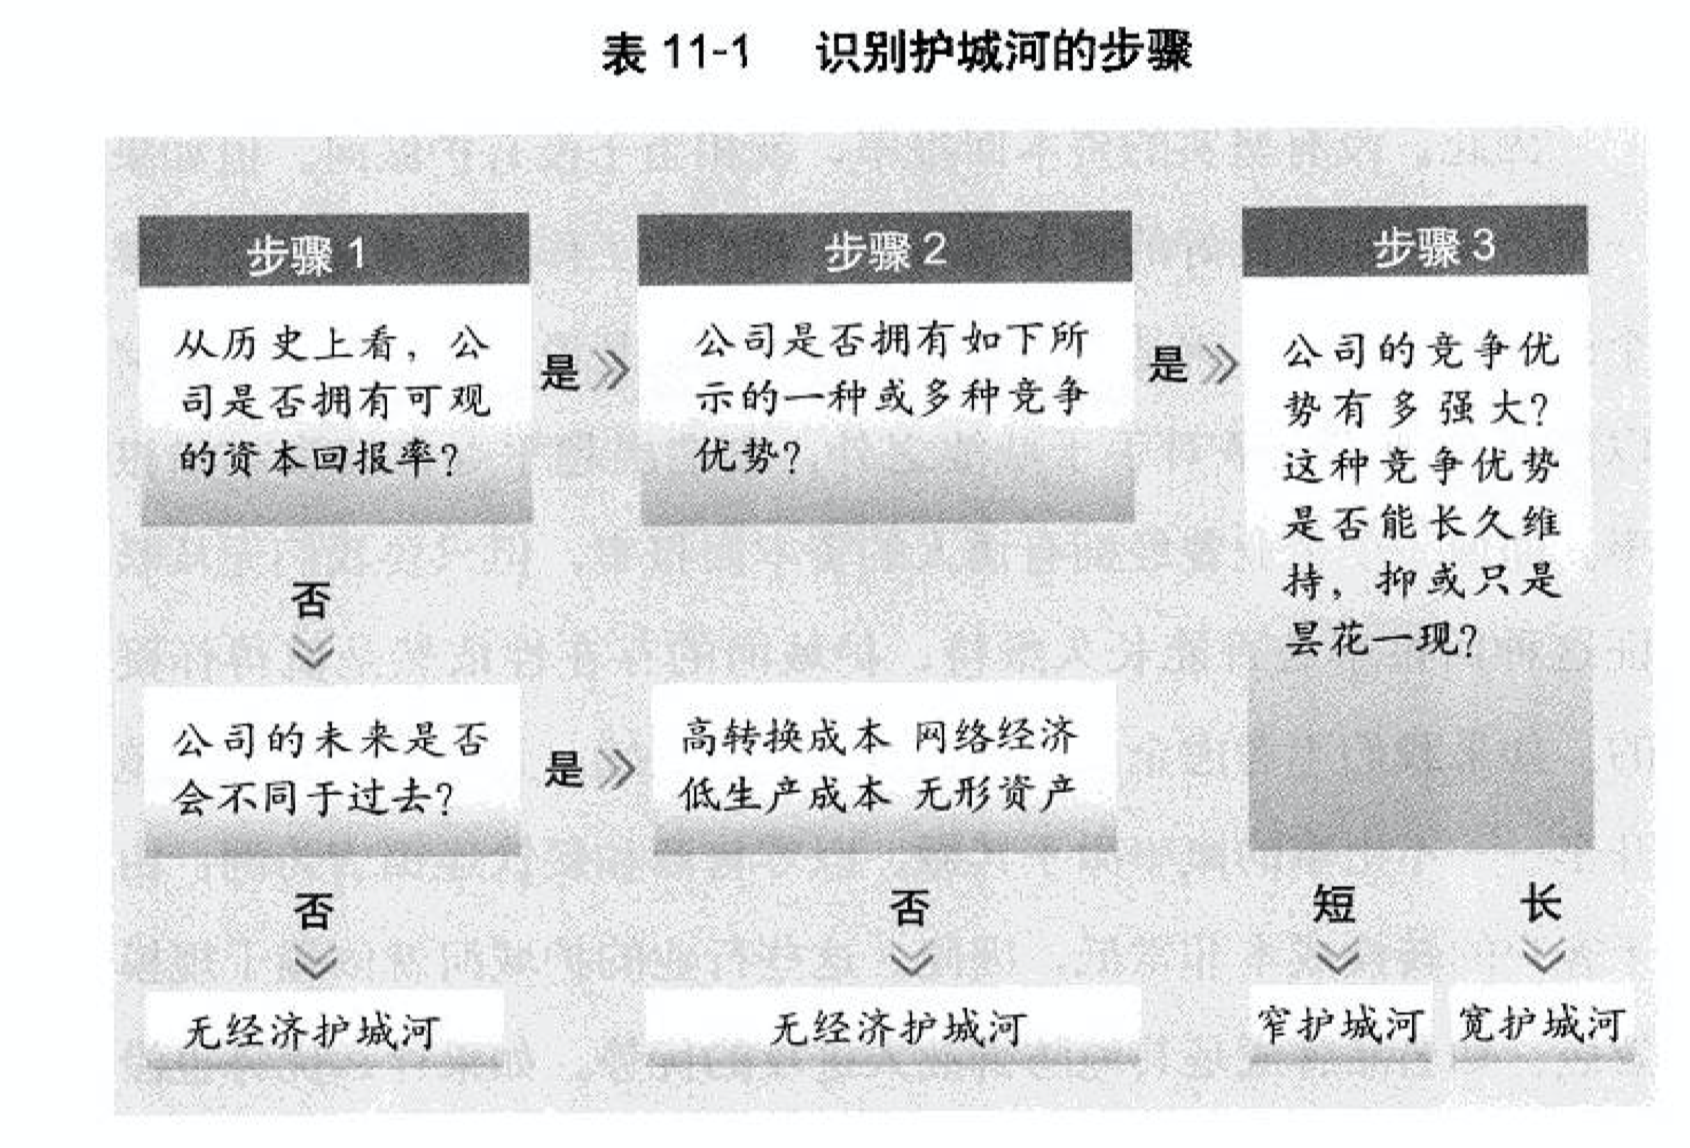 表 11-1 识别护城河的步骤
步骤 1
从历史上看，公
司是否拥有可观
的资本回报率？
是
步骤 2
公司是否拥有如下所
示的一种或多种竞争
优势？
是
步骤 3
公司的竞争优
势有多强大？
这种竞争优势
是否能长久维
持，抑或只是
昙花一现？
否
公司的未来是否
会不同于过去？
是
高转换成本 网络经济
低生产成本 无形资产
否
无经济护城河
否
无经济护城河
短
窄护城河
长
宽护城河